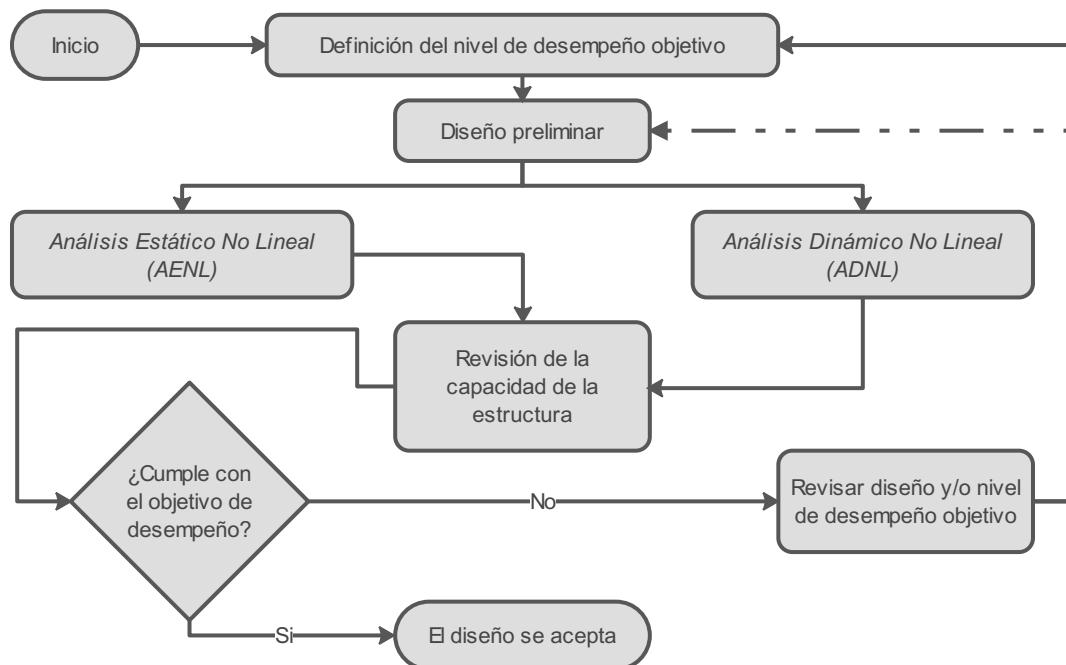 Inicio
Definición del nivel de desempeño objetivo
Diseño preliminar
Análisis Estático No Lineal
(AENL)
Análisis Dinámico No Lineal
(ADNL)
Revisión de la
capacidad de la
estructura
¿Cumple con
el objetivo de
desempeño?
No
Revisar diseño y/o nivel
de desempeño objetivo
Si
El diseño se acepta